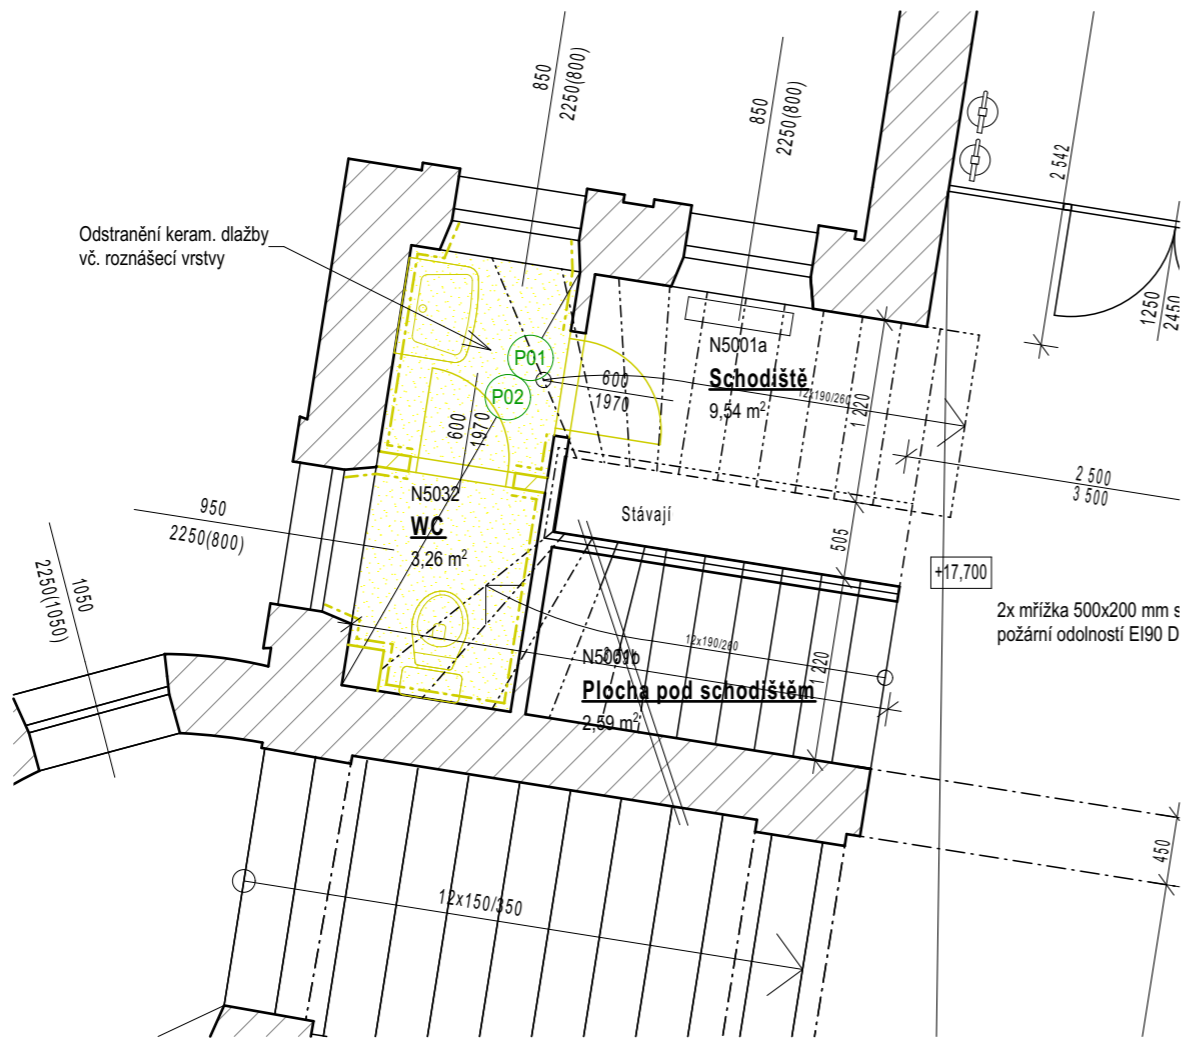 850
2250(800)
850
2250(800)
2 542
Odstranění keram. dlažby
vč. roznášecí vrstvy
1250
2450
N5001a
Schodiště
9,54 m²
P01
P02
600
1970
12x190/260
1 220
600
1970
2 500
3 500
N5032
WC
3,26 m²
950
2250(800)
Stávají
505
1050
2250(1050)
+17,700
2x mřížka 500x200 mm s
požární odolností EI90 D
12x190/260
N5001b
Plocha pod schodištěm
2,59 m²
1 220
450
12x150/350